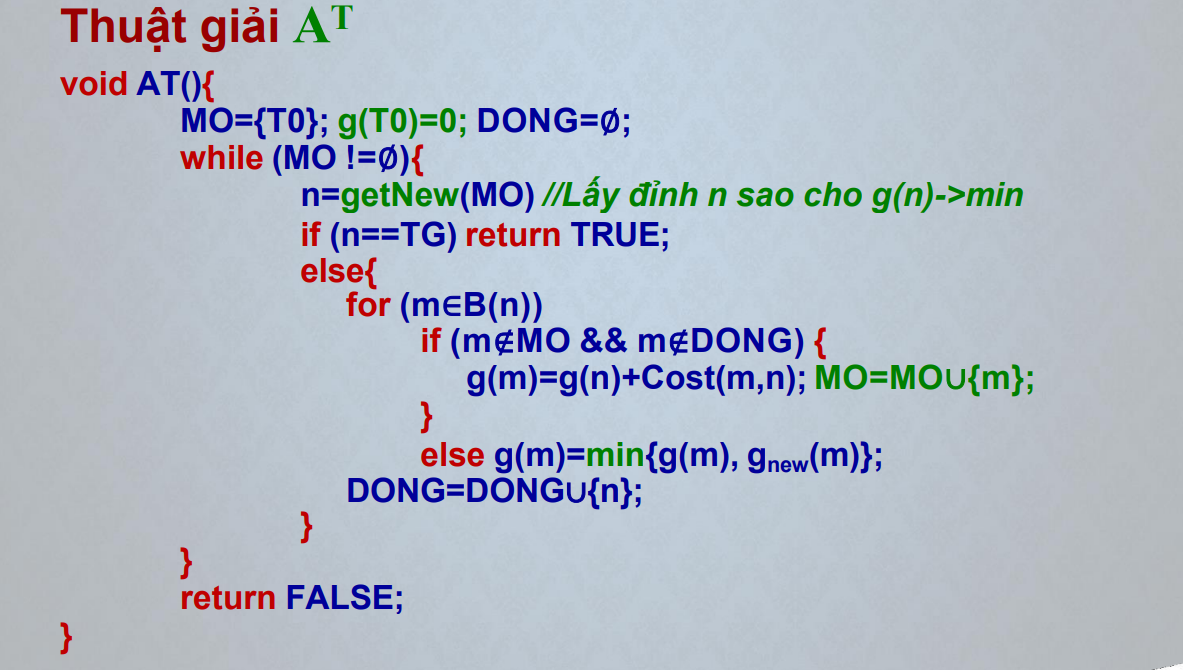 Thuật giải Aᵀ
void AT(){
MO={T0}; g(T0)=0; DONG=∅;
while (MO !=∅){
n=getNew(MO) //Lấy đỉnh n sao cho g(n)->min
if (n==TG) return TRUE;
else{
for (m∈B(n))
if (m∉MO && m∉DONG) {
g(m)=g(n)+Cost(m,n); MO=MO∪{m};
}
else g(m)=min{g(m), gnew(m)};
DONG=DONG∪{n};
}
}
return FALSE;
}